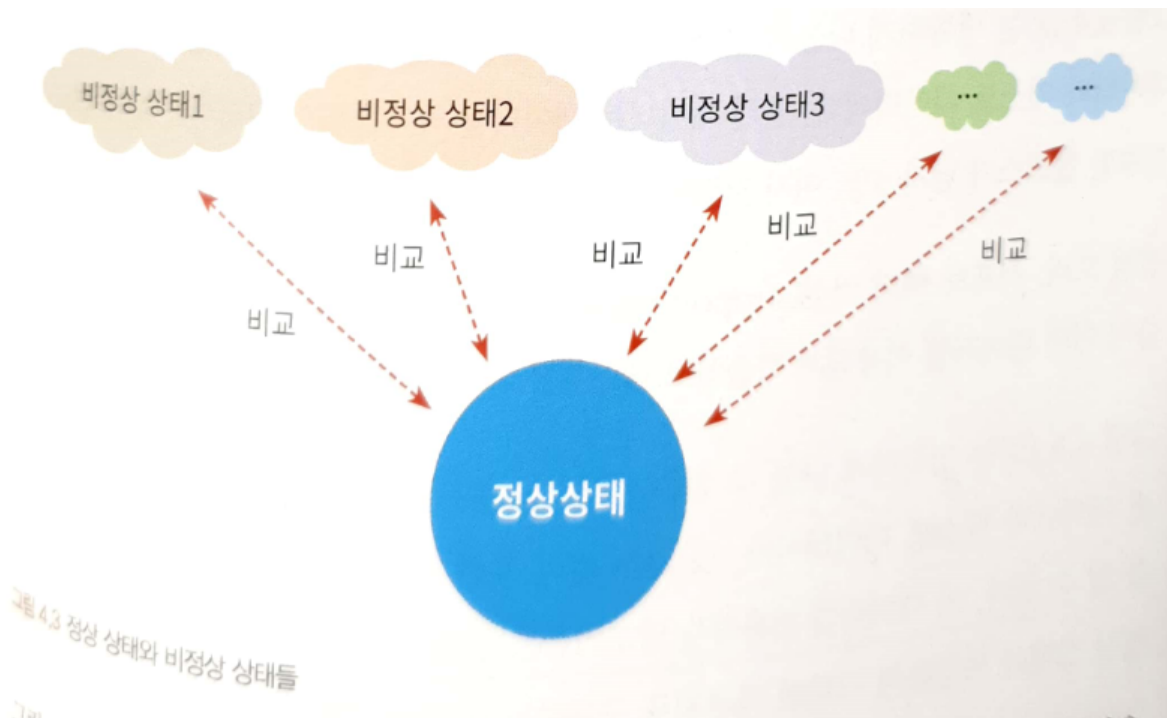 비정상 상태1
비정상 상태2
비정상 상태3
...
...
비교
비교
비교
비교
비교
정상상태
그림 4.3 정상 상태와 비정상 상태들